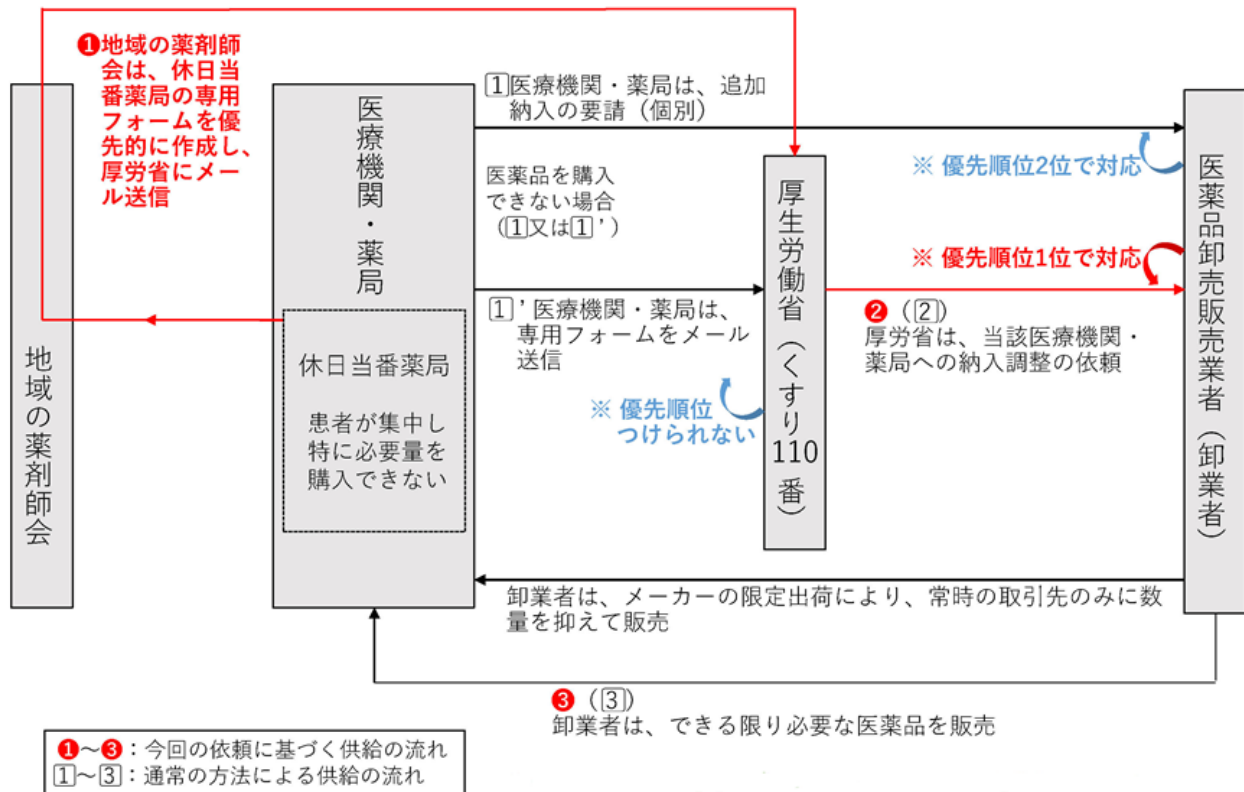 ❶地域の薬剤師
会は、休日当
番薬局の専用
フォームを優
先的に作成し、
厚労省にメー
ル送信
地域の薬剤師会
医療機関・薬局
休日当番薬局
患者が集中し
特に必要量を
購入できない
1医療機関・薬局は、追加
納入の要請（個別）
医薬品を購入
できない場合
（1又は1’）
1’医療機関・薬局は、
専用フォームをメール
送信
※ 優先順位
つけられない
厚生労働省（くすり110番）
※ 優先順位2位で対応
※ 優先順位1位で対応
❷（2）
厚労省は、当該医療機関・
薬局への納入調整の依頼
医薬品卸売販売業者（卸業者）
卸業者は、メーカーの限定出荷により、常時の取引先のみに数
量を抑えて販売
❸（3）
卸業者は、できる限り必要な医薬品を販売
❶～❸：今回の依頼に基づく供給の流れ
1～3：通常の方法による供給の流れ